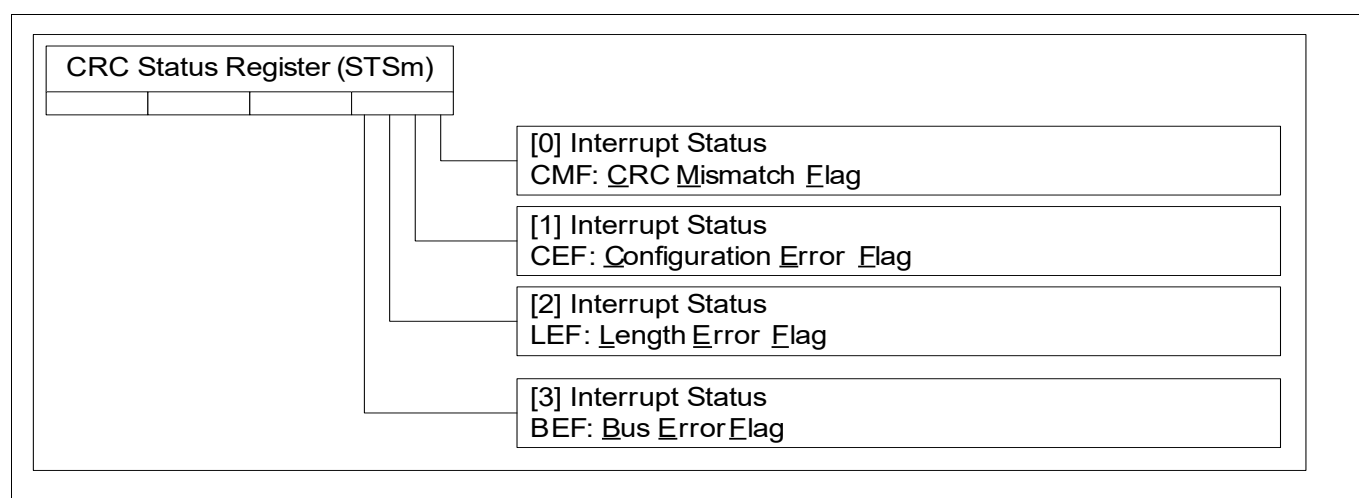 CRC Status Register (STSm)
[0] Interrupt Status
CMF: CRC Mismatch Flag
[1] Interrupt Status
CEF: Configuration Error Flag
[2] Interrupt Status
LEF: Length Error Flag
[3] Interrupt Status
BEF: Bus Error Flag